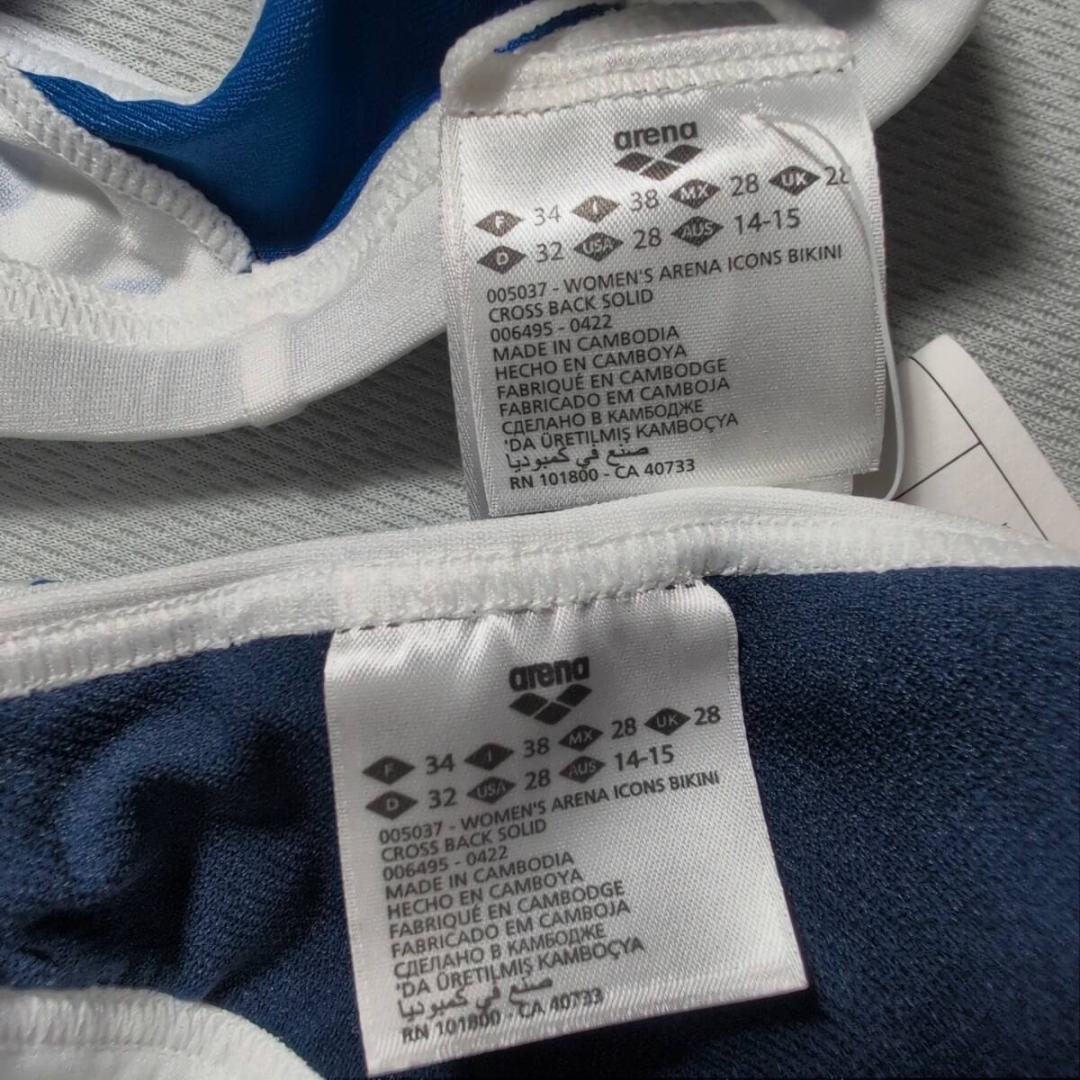 arena
F 34 I 38 MX 28 UK 28
D 32 USA 28 AUS 14-15
005037 - WOMEN'S ARENA ICONS BIKINI
CROSS BACK SOLID
006495 - 0422
MADE IN CAMBODIA
HECHO EN CAMBOYA
FABRIQUÉ EN CAMBODGE
FABRICADO EM CAMBOJA
СДЕЛАНО В КАМБОДЖЕ
'DA ÜRETILMIŞ KAMBOÇYA
صنع في كمبوديا
RN 101800 - CA 40733
arena
F 34 I 38 MX 28 UK 28
D 32 USA 28 AUS 14-15
005037 - WOMEN'S ARENA ICONS BIKINI
CROSS BACK SOLID
006495 - 0422
MADE IN CAMBODIA
HECHO EN CAMBOYA
FABRIQUÉ EN CAMBODGE
FABRICADO EM CAMBOJA
СДЕЛАНО В КАМБОДЖЕ
'DA ÜRETILMIŞ KAMBOÇYA
صنع في كمبوديا
RN 101800 - CA 40733